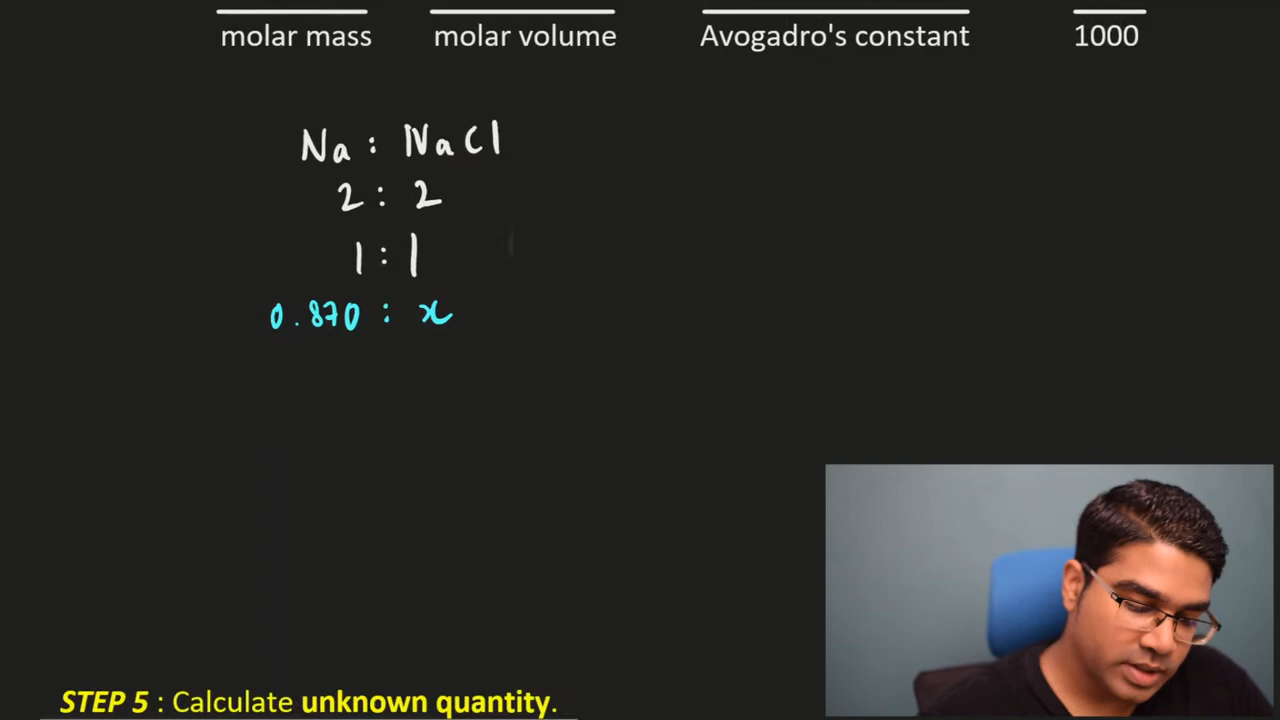 molar mass molar volume Avogadro's constant 1000
Na : NaCl
2 : 2
1 : 1
0.870 : x
STEP 5 : Calculate unknown quantity.